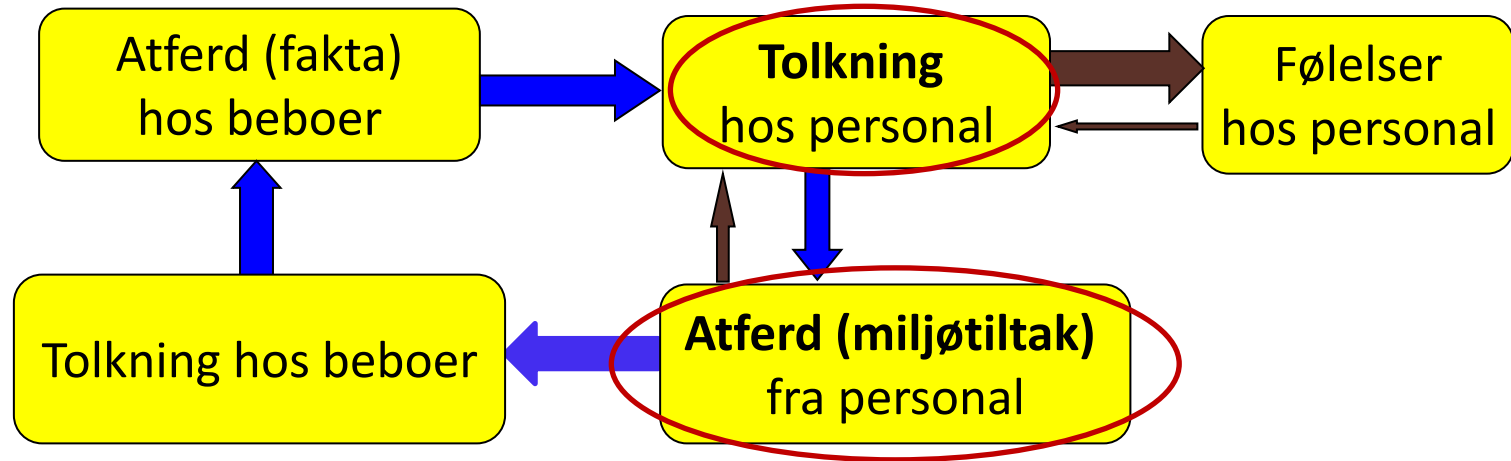 Atferd (fakta)
hos beboer
Tolkning
hos personal
Følelser
hos personal
Tolkning hos beboer
Atferd (miljøtiltak)
fra personal